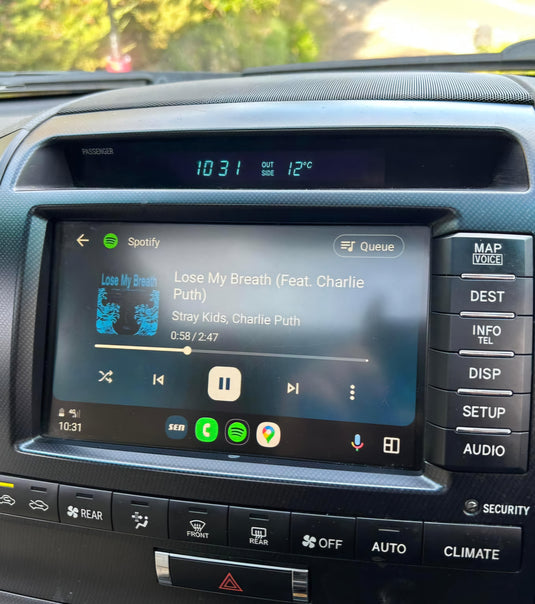 PASSENGER
10 31 OUT SIDE 12°C
Spotify
Queue
Lose My Breath
Lose My Breath (Feat. Charlie
Puth)
Stray Kids, Charlie Puth
0:58 / 2:47
4G
10:31
SEN
MAP
VOICE
DEST
INFO
TEL
DISP
SETUP
AUDIO
SECURITY
REAR
FRONT
REAR
OFF
AUTO
CLIMATE